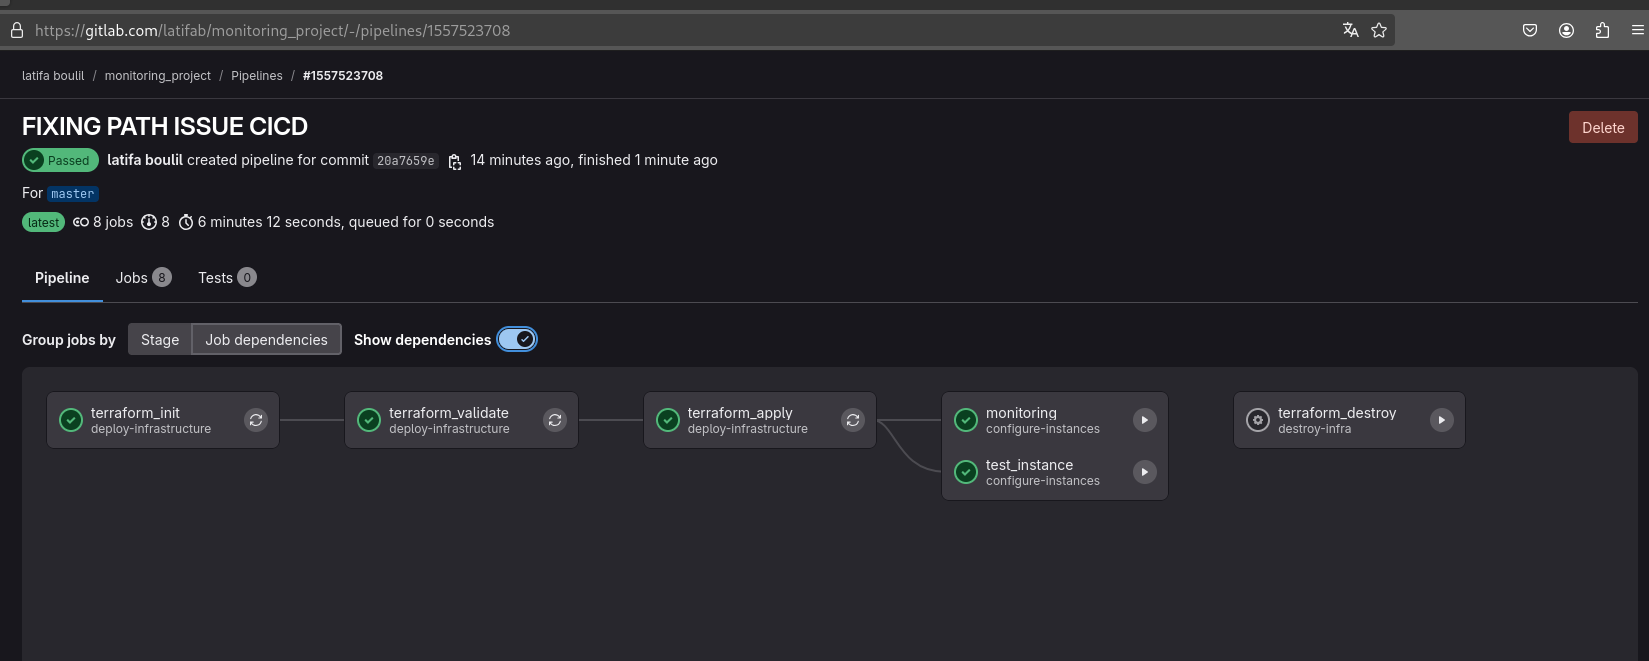 https://gitlab.com/latifab/monitoring_project/-/pipelines/1557523708
latifa boulil / monitoring_project / Pipelines / #1557523708
FIXING PATH ISSUE CICD
Delete
Passed latifa boulil created pipeline for commit 20a7659e 14 minutes ago, finished 1 minute ago
For master
latest 8 jobs 8 6 minutes 12 seconds, queued for 0 seconds
Pipeline Jobs 8 Tests 0
Group jobs by Stage Job dependencies Show dependencies
terraform_init
deploy-infrastructure
terraform_validate
deploy-infrastructure
terraform_apply
deploy-infrastructure
monitoring
configure-instances
test_instance
configure-instances
terraform_destroy
destroy-infra